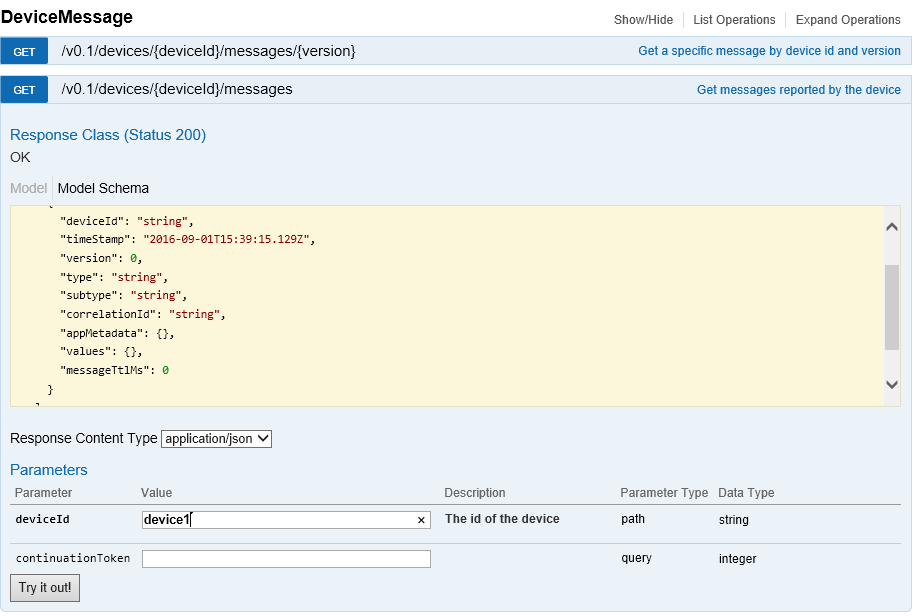 DeviceMessage
Show/Hide List Operations Expand Operations
GET /v0.1/devices/{deviceId}/messages/{version} Get a specific message by device id and version
GET /v0.1/devices/{deviceId}/messages Get messages reported by the device
Response Class (Status 200)
OK
Model Model Schema
{
"deviceId": "string",
"timeStamp": "2016-09-01T15:39:15.129Z",
"version": 0,
"type": "string",
"subtype": "string",
"correlationId": "string",
"appMetadata": {},
"values": {},
"messageTtlMs": 0
}
]
Response Content Type application/json
Parameters
Parameter Value Description Parameter Type Data Type
deviceId device1 × The id of the device path string
continuationToken query integer
Try it out!